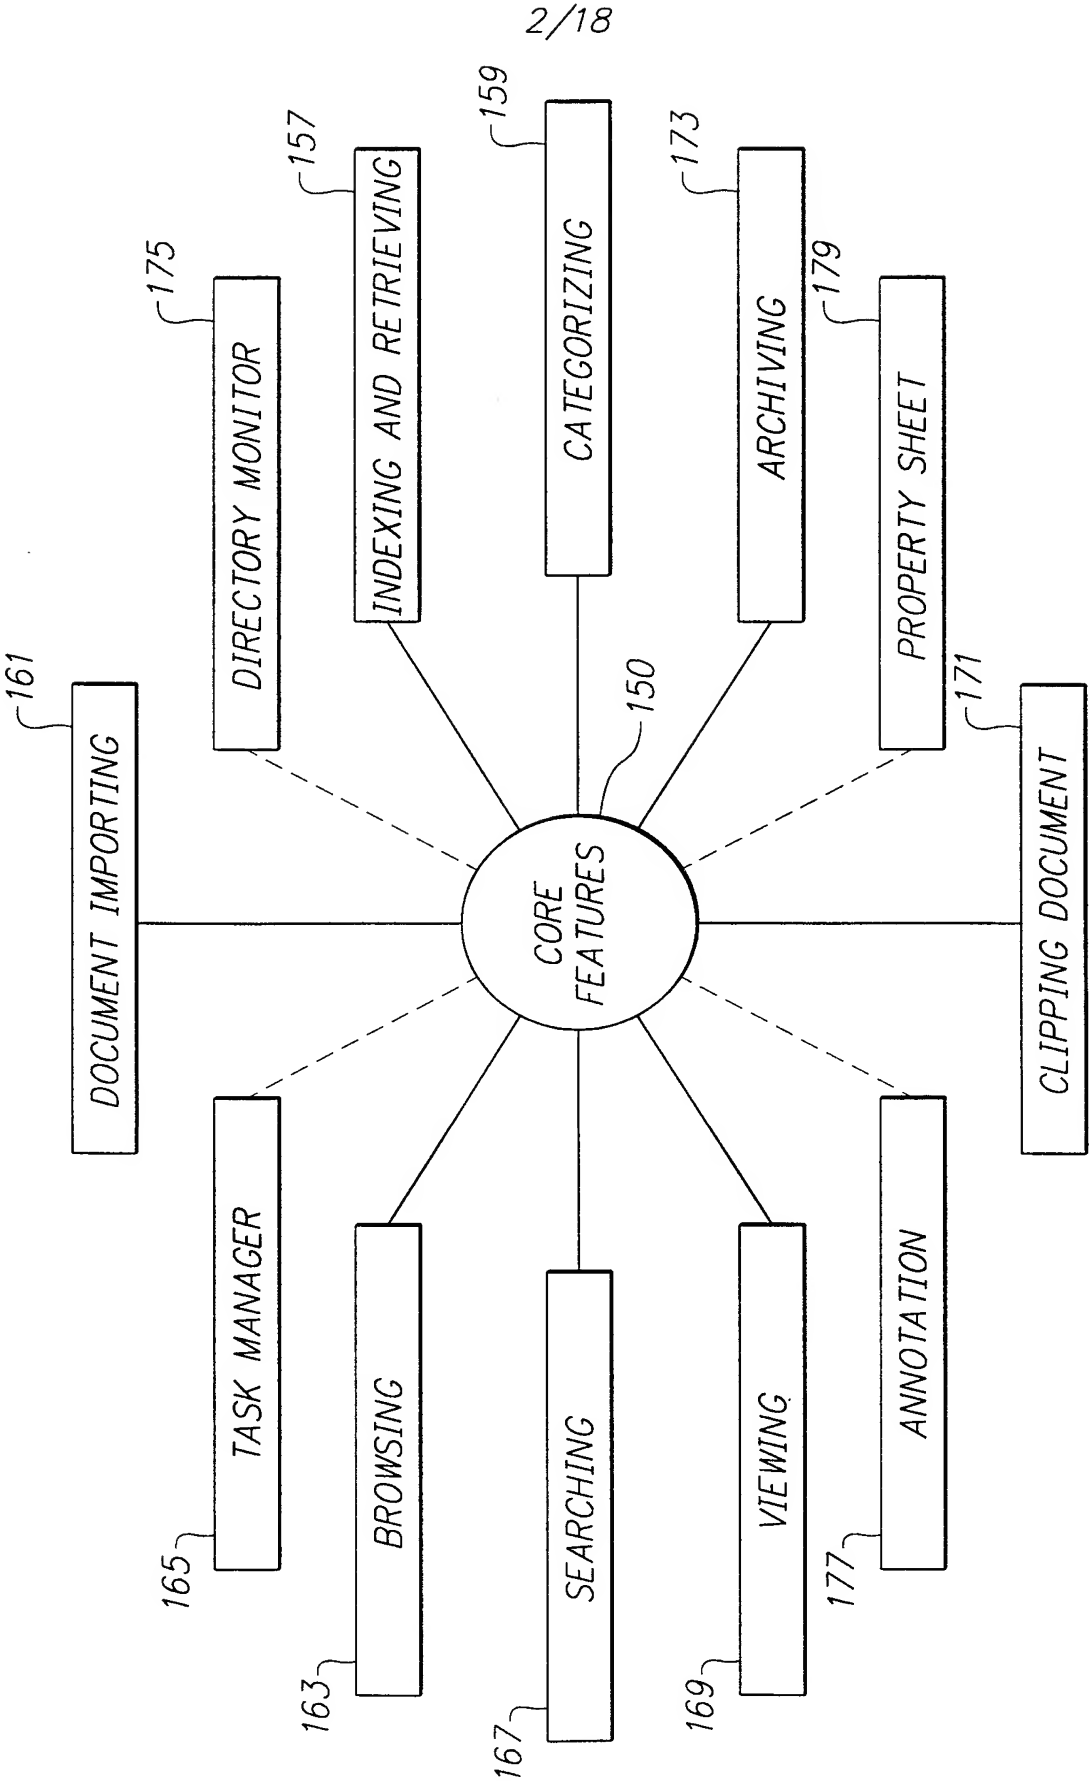 2/18
161
DOCUMENT IMPORTING
165
TASK MANAGER
175
DIRECTORY MONITOR
163
BROWSING
157
INDEXING AND RETRIEVING
167
SEARCHING
CORE
FEATURES
150
159
CATEGORIZING
169
VIEWING
173
ARCHIVING
177
ANNOTATION
179
PROPERTY SHEET
171
CLIPPING DOCUMENT